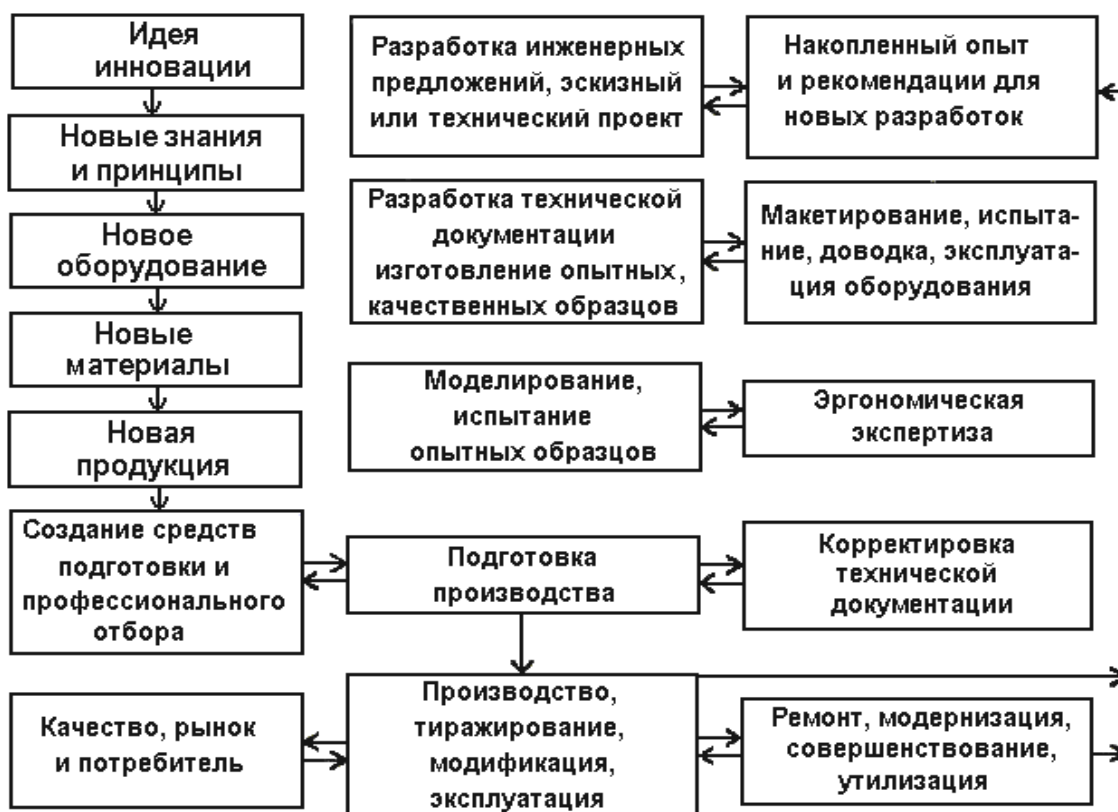 Идея
инновации
Новые знания
и принципы
Новое
оборудование
Новые
материалы
Новая
продукция
Создание средств
подготовки и
профессионального
отбора
Качество, рынок
и потребитель
Разработка инженерных
предложений, эскизный
или технический проект
Разработка технической
документации
изготовление опытных,
качественных образцов
Моделирование,
испытание
опытных образцов
Подготовка
производства
Производство,
тиражирование,
модификация,
эксплуатация
Накопленный опыт
и рекомендации для
новых разработок
Макетирование, испыта-
ние, доводка, эксплуата-
ция оборудования
Эргономическая
экспертиза
Корректировка
технической
документации
Ремонт, модернизация,
совершенствование,
утилизация